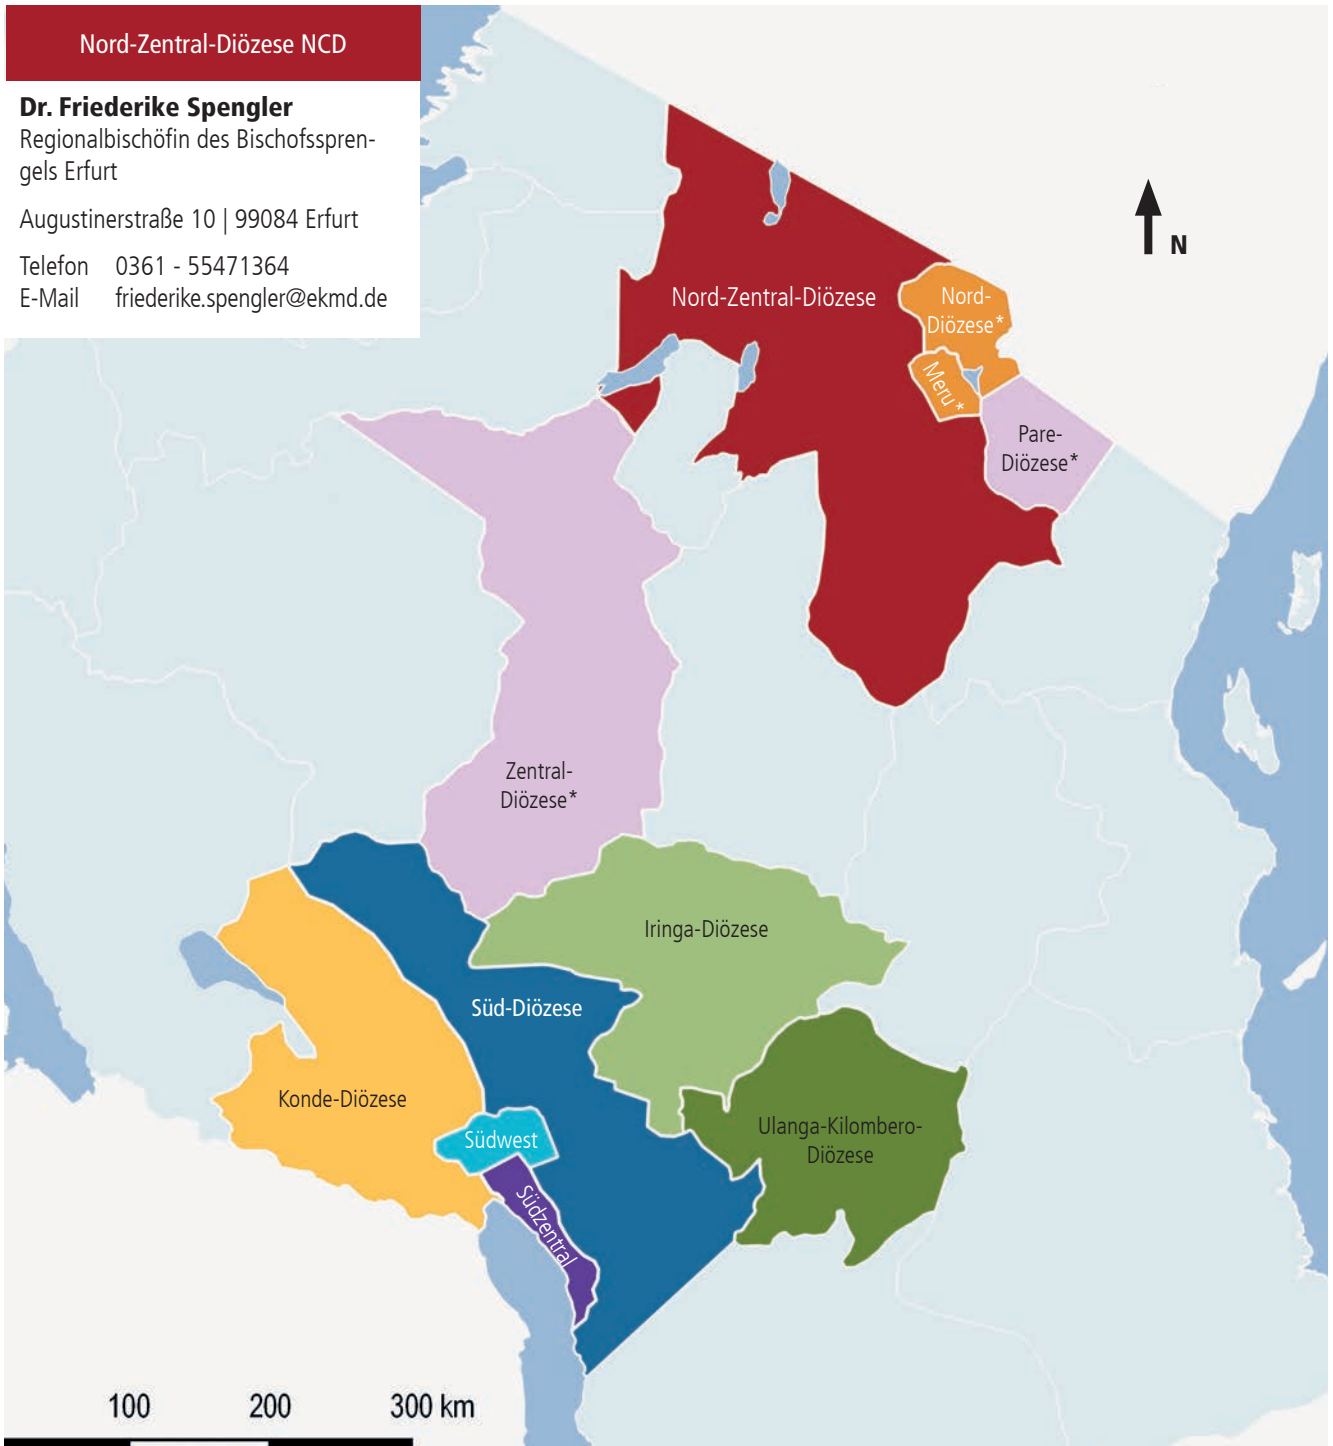 Nord-Zentral-Diözese NCD
Dr. Friederike Spengler
Regionalbischöfin des Bischofsspren-
gels Erfurt
Augustinerstraße 10 | 99084 Erfurt
Telefon 0361 - 55471364
E-Mail friederike.spengler@ekmd.de
N
Nord-Zentral-Diözese
Nord-
Diözese*
Meru*
Pare-
Diözese*
Zentral-
Diözese*
Iringa-Diözese
Süd-Diözese
Konde-Diözese
Südwest
Ulanga-Kilombero-
Diözese
Südzentral
100 200 300 km